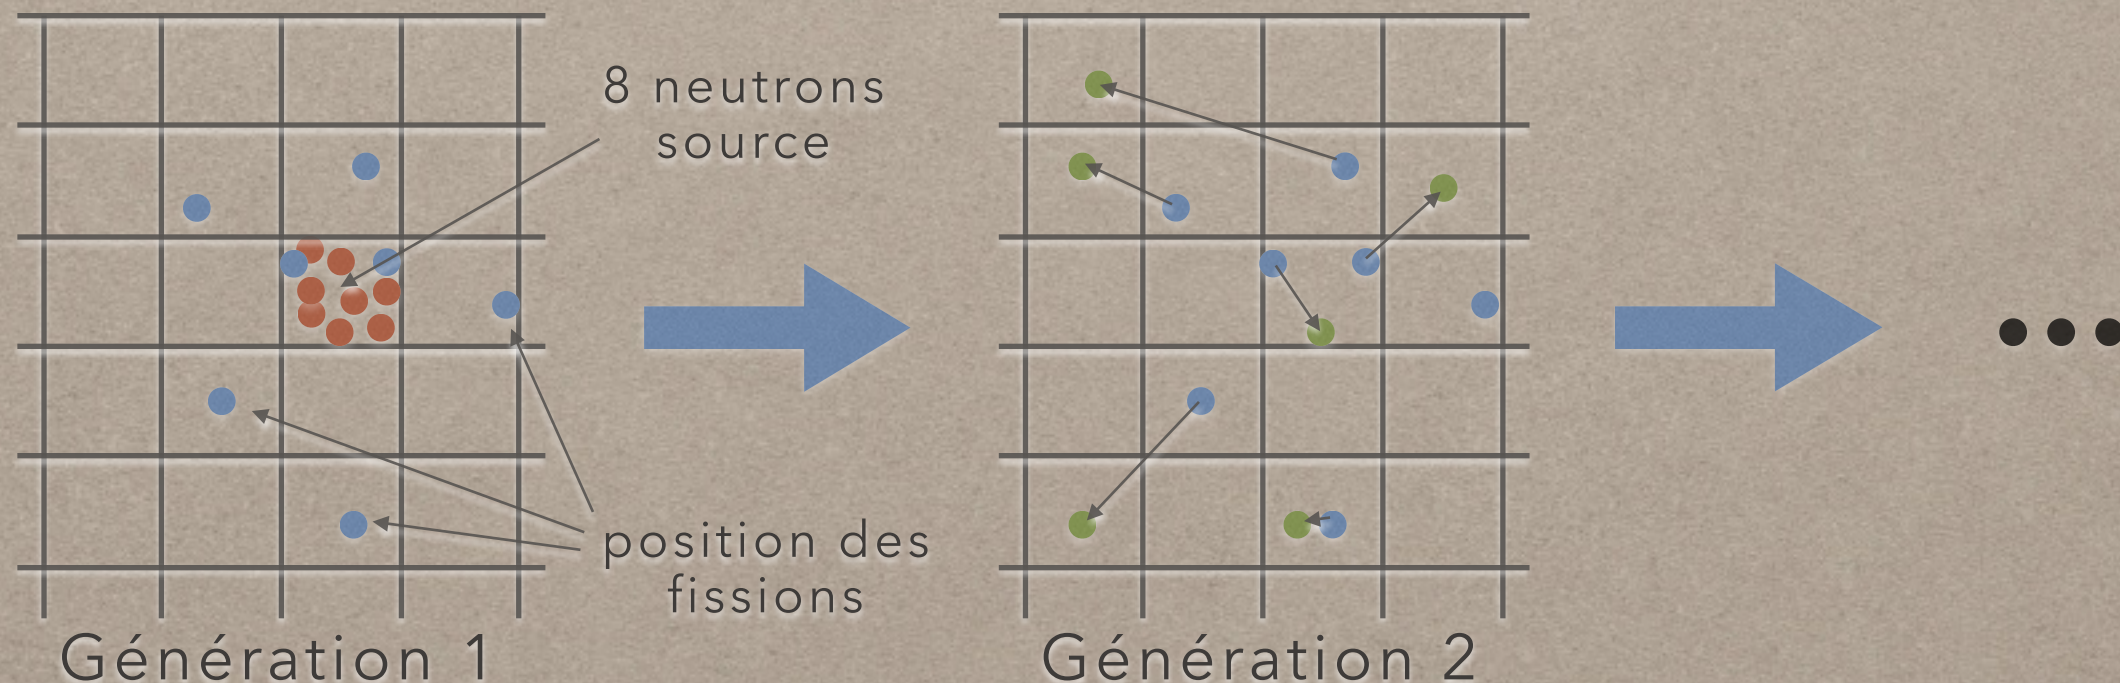 8 neutrons
source
position des
fissions
Génération 1
Génération 2